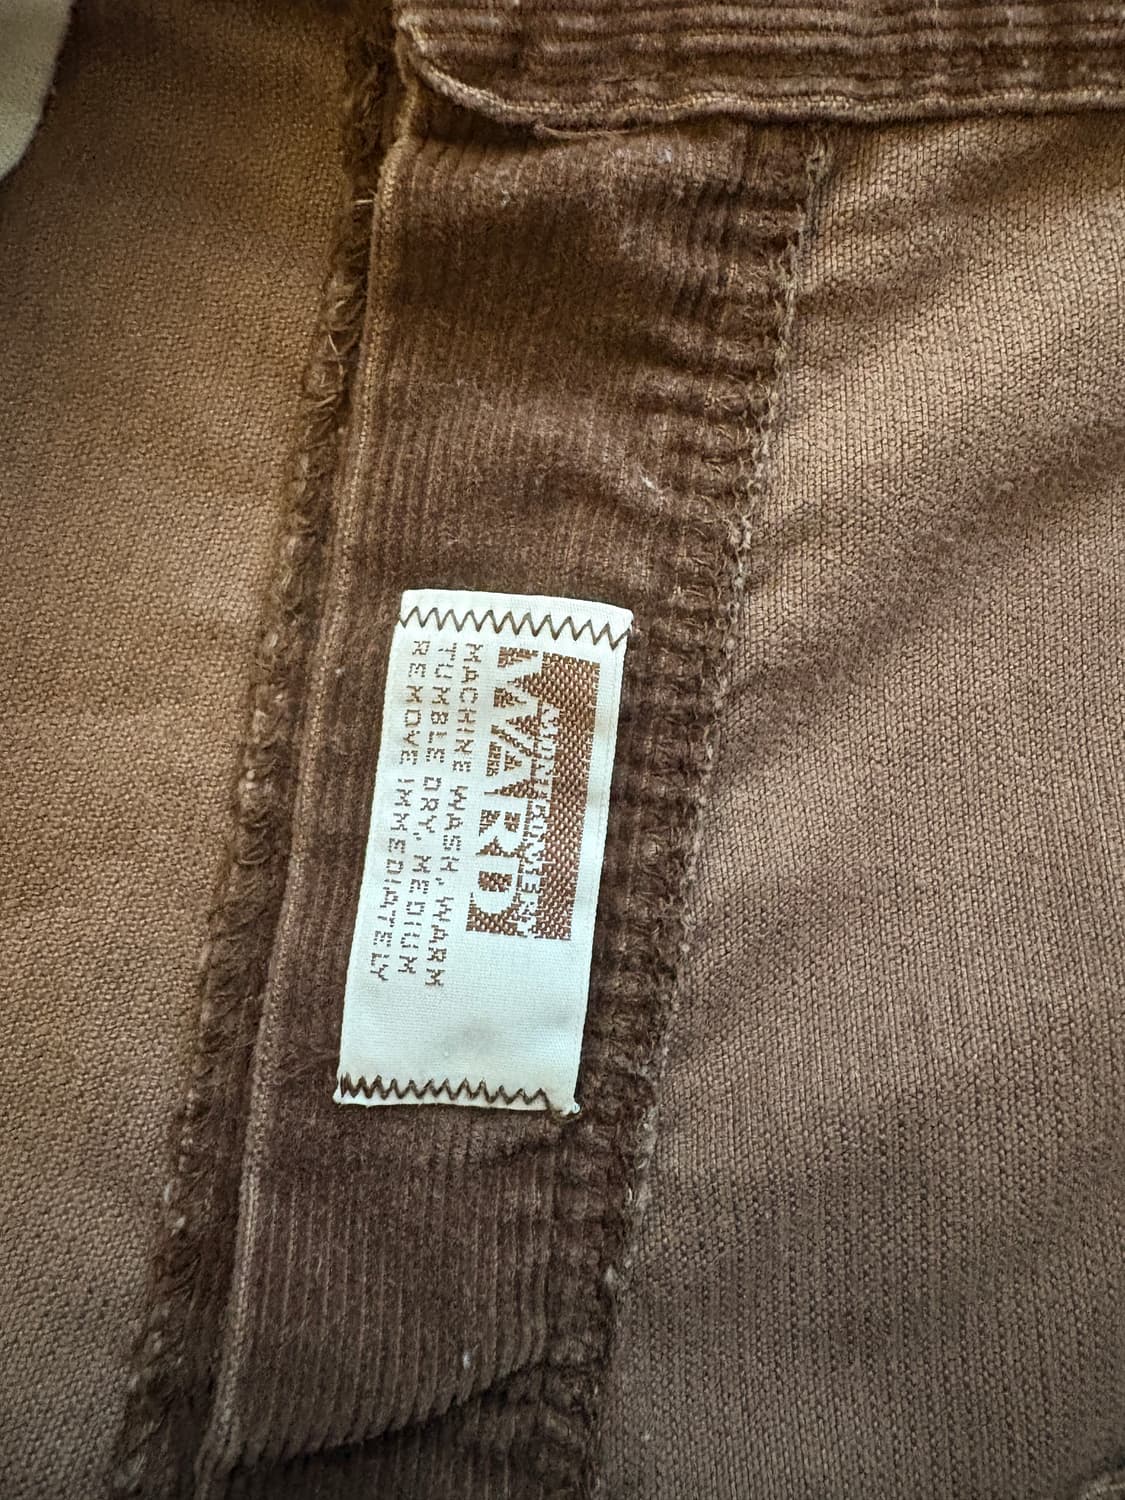 MONTGOMERY
WARD
MACHINE WASH, WARM
TUMBLE DRY, MEDIUM
REMOVE IMMEDIATELY